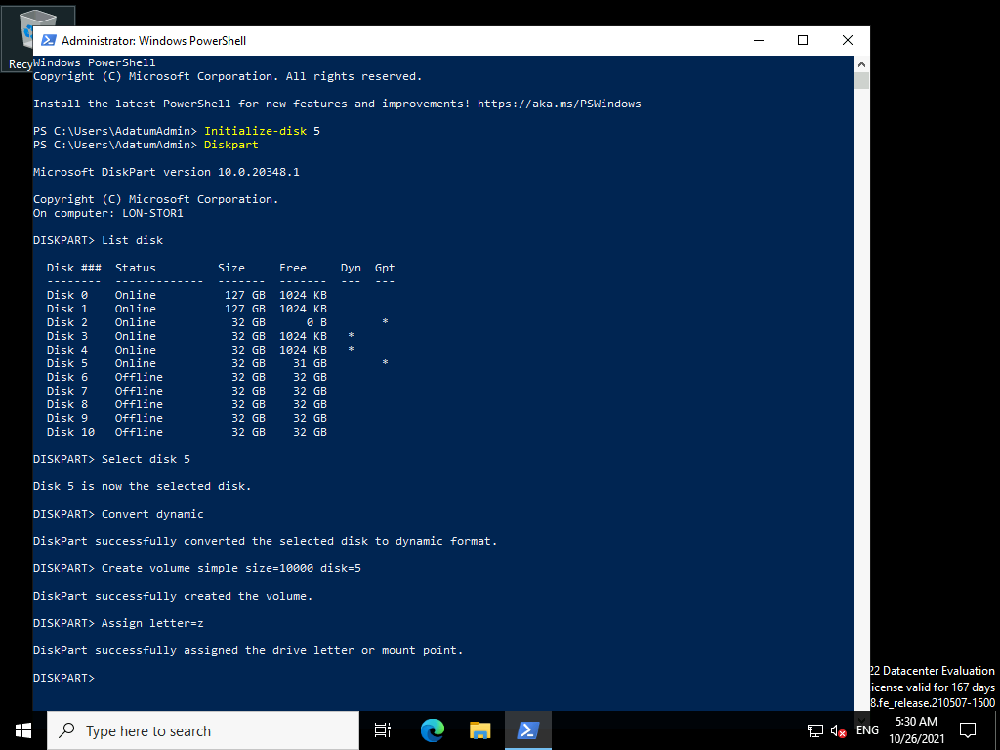 Administrator: Windows PowerShell
Recy
Windows PowerShell
Copyright (C) Microsoft Corporation. All rights reserved.
Install the latest PowerShell for new features and improvements! https://aka.ms/PSWindows
PS C:\Users\AdatumAdmin> Initialize-disk 5
PS C:\Users\AdatumAdmin> Diskpart
Microsoft DiskPart version 10.0.20348.1
Copyright (C) Microsoft Corporation.
On computer: LON-STOR1
DISKPART> List disk
  Disk ###  Status         Size     Free     Dyn  Gpt
  --------  -------------  -------  -------  ---  ---
  Disk 0    Online          127 GB  1024 KB
  Disk 1    Online          127 GB  1024 KB
  Disk 2    Online           32 GB      0 B        *
  Disk 3    Online           32 GB  1024 KB   *
  Disk 4    Online           32 GB  1024 KB   *
  Disk 5    Online           32 GB    31 GB        *
  Disk 6    Offline          32 GB    32 GB
  Disk 7    Offline          32 GB    32 GB
  Disk 8    Offline          32 GB    32 GB
  Disk 9    Offline          32 GB    32 GB
  Disk 10   Offline          32 GB    32 GB
DISKPART> Select disk 5
Disk 5 is now the selected disk.
DISKPART> Convert dynamic
DiskPart successfully converted the selected disk to dynamic format.
DISKPART> Create volume simple size=10000 disk=5
DiskPart successfully created the volume.
DISKPART> Assign letter=z
DiskPart successfully assigned the drive letter or mount point.
DISKPART>
22 Datacenter Evaluation
icense valid for 167 days
8.fe_release.210507-1500
Type here to search
ENG
5:30 AM
10/26/2021